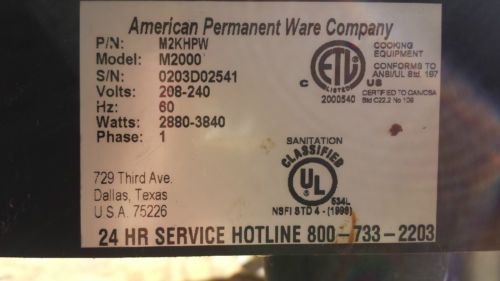 American Permanent Ware Company
P/N: M2KHPW
Model: M2000
S/N: 0203D02541
Volts: 208-240
Hz: 60
Watts: 2880-3840
Phase: 1
ETL
LISTED
C US
2000540
COOKING
EQUIPMENT
CONFORMS TO
ANSI/UL Std. 197
CERTIFIED TO CAN/CSA
Std C22.2 No 109
SANITATION
CLASSIFIED
UL
534L
NSFI STD 4 - (1996)
729 Third Ave.
Dallas, Texas
U.S.A. 75226
24 HR SERVICE HOTLINE 800-733-2203